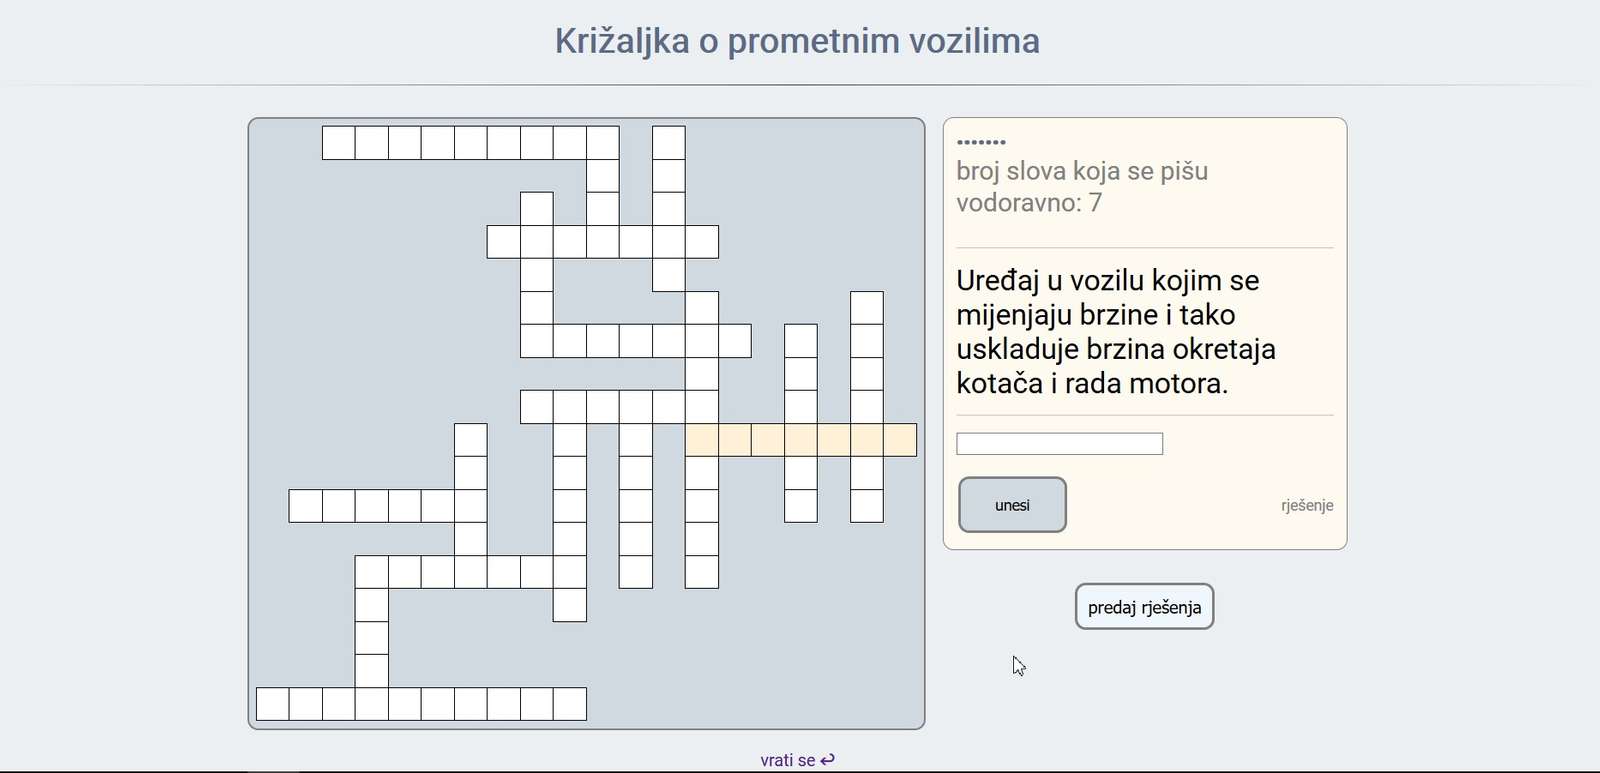 Križaljka o prometnim vozilima
•••••••
broj slova koja se pišu
vodoravno: 7
Uređaj u vozilu kojim se
mijenjaju brzine i tako
uskladuje brzina okretaja
kotača i rada motora.
unesi
rješenje
predaj rješenja
vrati se ↩